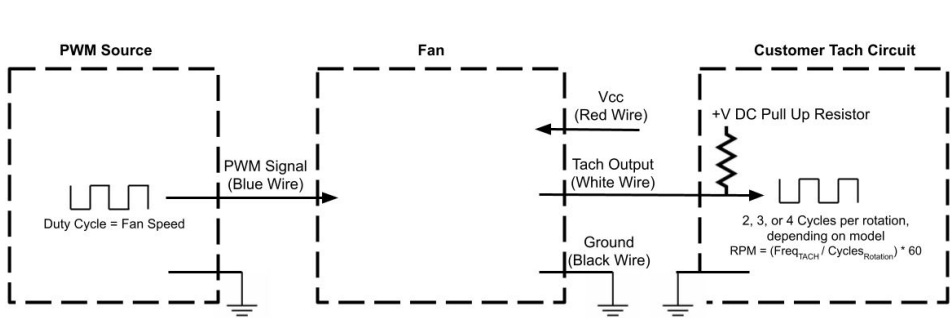 PWM Source
Fan
Customer Tach Circuit
Vcc
(Red Wire)
+V DC Pull Up Resistor
PWM Signal
(Blue Wire)
Tach Output
(White Wire)
Duty Cycle = Fan Speed
2, 3, or 4 Cycles per rotation,
depending on model
RPM = (FreqTACH / CyclesRotation) * 60
Ground
(Black Wire)